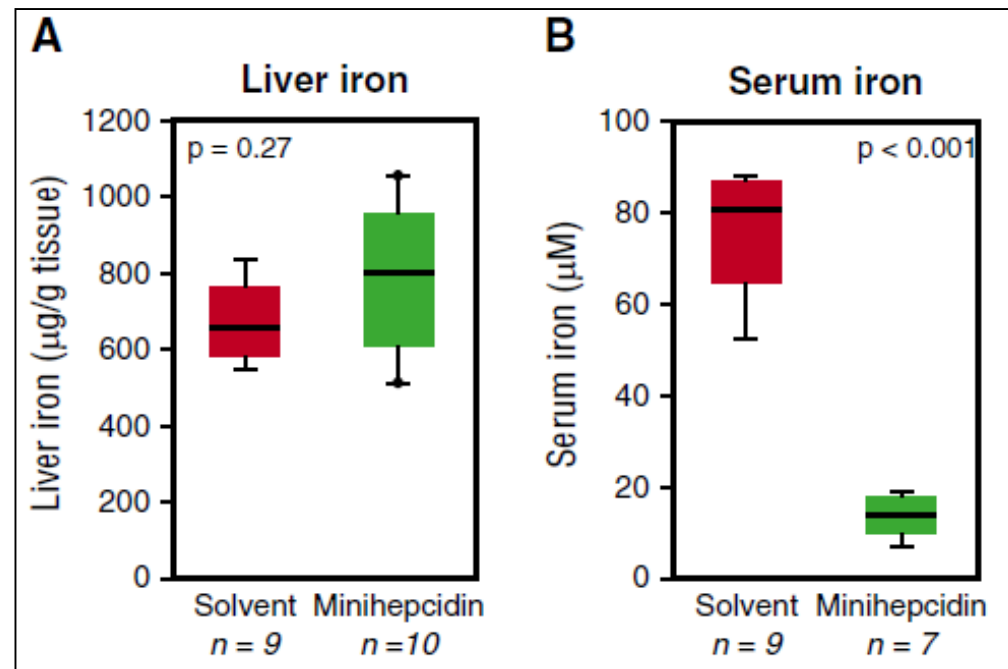 A
Liver iron
p = 0.27
Liver iron (μg/g tissue)
1200
1000
800
600
400
200
0
Solvent Minihepcidin
n = 9 n =10
B
Serum iron
p < 0.001
Serum iron (μM)
100
80
60
40
20
0
Solvent Minihepcidin
n = 9 n = 7